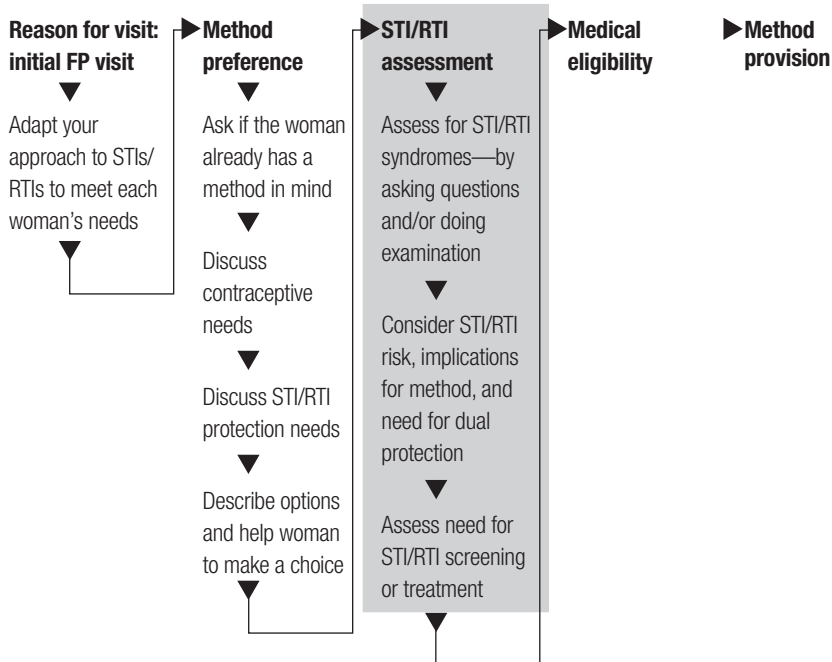 Reason for visit:
initial FP visit
Adapt your
approach to STIs/
RTIs to meet each
woman's needs
Method
preference
Ask if the woman
already has a
method in mind
Discuss
contraceptive
needs
Discuss STI/RTI
protection needs
Describe options
and help woman
to make a choice
STI/RTI
assessment
Assess for STI/RTI
syndromes—by
asking questions
and/or doing
examination
Consider STI/RTI
risk, implications
for method, and
need for dual
protection
Assess need for
STI/RTI screening
or treatment
Medical
eligibility
Method
provision